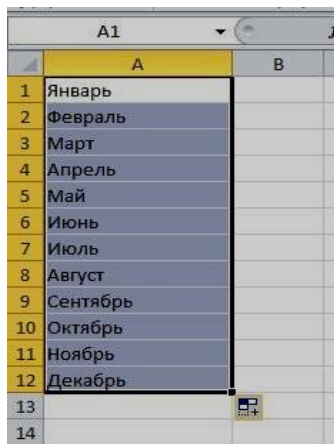 A1
A B
1 Январь
2 Февраль
3 Март
4 Апрель
5 Май
6 Июнь
7 Июль
8 Август
9 Сентябрь
10 Октябрь
11 Ноябрь
12 Декабрь
13
14